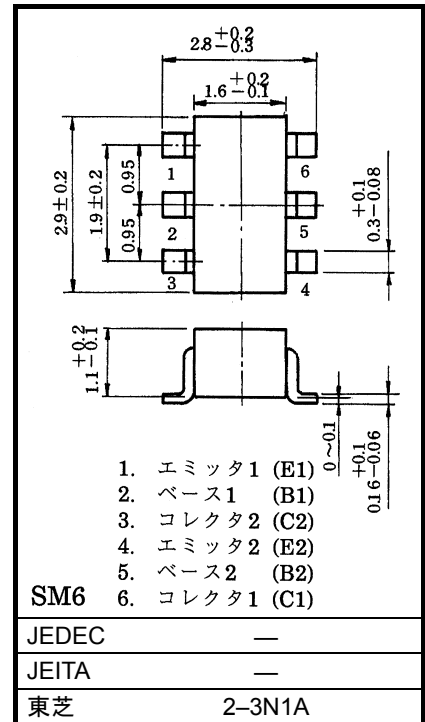 2.8 +0.2 −0.3
1.6 +0.2 −0.1
2.9±0.2
1.9±0.2
0.95
0.95
1
2
3
6
5
4
0.3 +0.1 −0.08
1.1 +0.2 −0.1
0~0.1
0.16 +0.1 −0.06
1. エミッタ1 (E1)
2. ベース1 (B1)
3. コレクタ2 (C2)
4. エミッタ2 (E2)
5. ベース2 (B2)
SM6 6. コレクタ1 (C1)
JEDEC ―
JEITA ―
東芝 2–3N1A